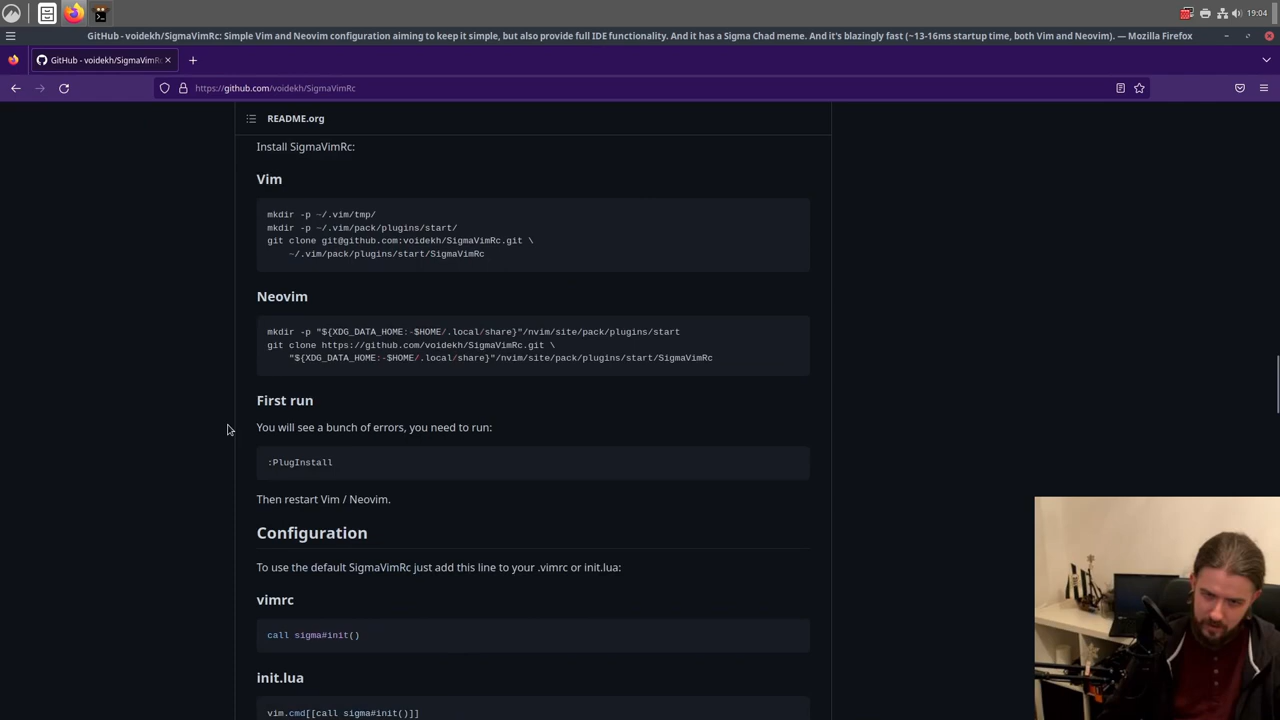 19:04
GitHub - voidekh/SigmaVimRc: Simple Vim and Neovim configuration aiming to keep it simple, but also provide full IDE functionality. And it has a Sigma Chad meme. And it's blazingly fast (~13-16ms startup time, both Vim and Neovim). — Mozilla Firefox
GitHub - voidekh/SigmaVimRc
https://github.com/voidekh/SigmaVimRc
README.org
Install SigmaVimRc:
Vim
mkdir -p ~/.vim/tmp/
mkdir -p ~/.vim/pack/plugins/start/
git clone git@github.com:voidekh/SigmaVimRc.git \
~/.vim/pack/plugins/start/SigmaVimRc
Neovim
mkdir -p "${XDG_DATA_HOME:-$HOME/.local/share}"/nvim/site/pack/plugins/start
git clone https://github.com/voidekh/SigmaVimRc.git \
"${XDG_DATA_HOME:-$HOME/.local/share}"/nvim/site/pack/plugins/start/SigmaVimRc
First run
You will see a bunch of errors, you need to run:
:PlugInstall
Then restart Vim / Neovim.
Configuration
To use the default SigmaVimRc just add this line to your .vimrc or init.lua:
vimrc
call sigma#init()
init.lua
vim.cmd[[call sigma#init()]]